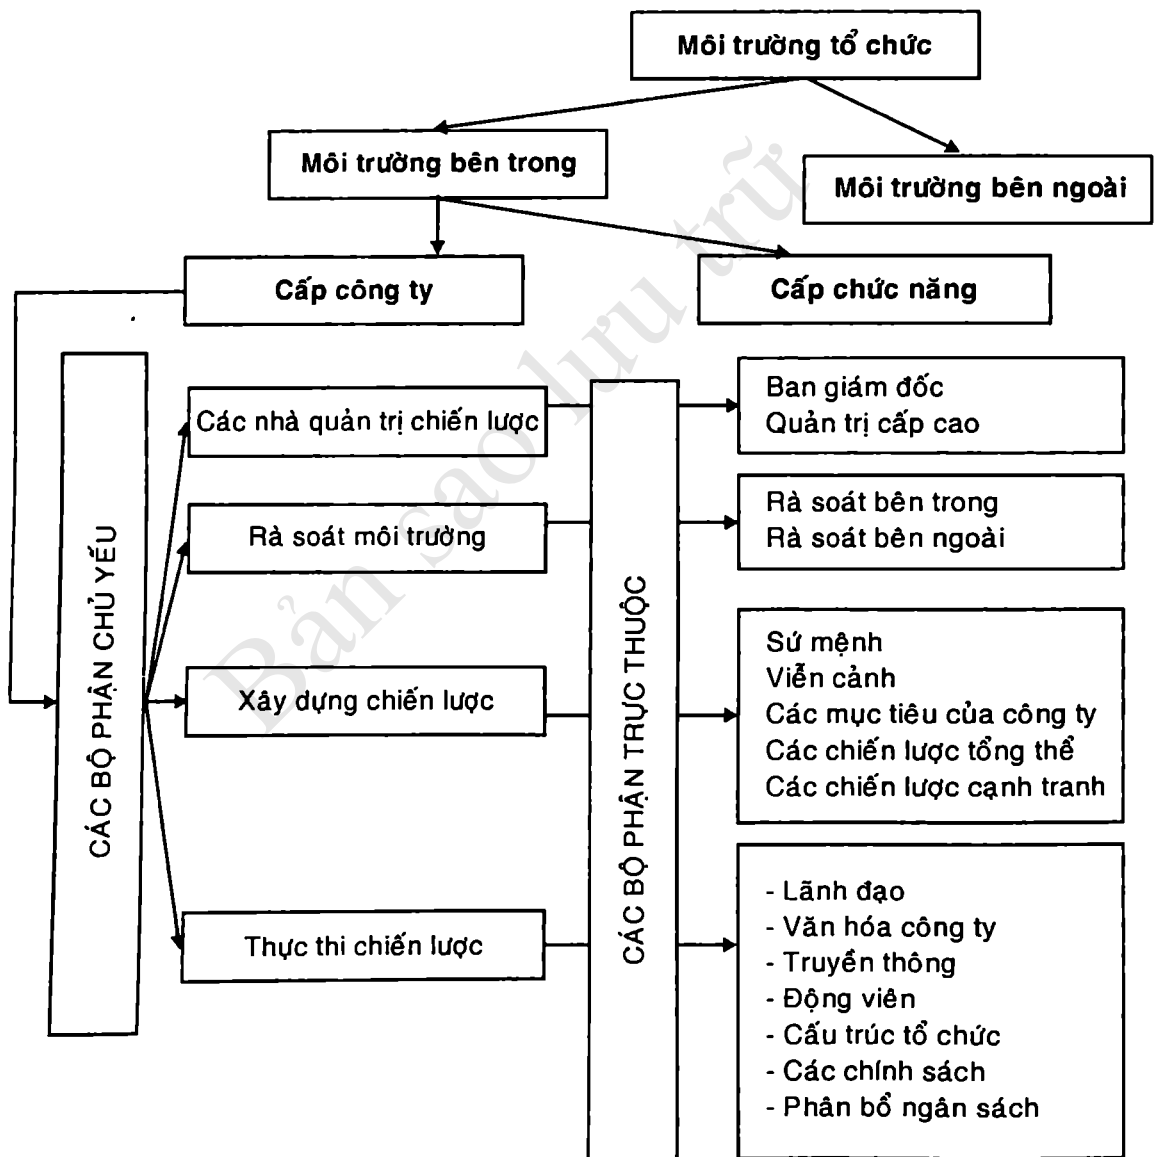 Môi trường tổ chức
Môi trường bên trong
Môi trường bên ngoài
Cấp công ty
Cấp chức năng
CÁC BỘ PHẬN CHỦ YẾU
Các nhà quản trị chiến lược
Rà soát môi trường
Xây dựng chiến lược
Thực thi chiến lược
CÁC BỘ PHẬN TRỰC THUỘC
Ban giám đốc
Quản trị cấp cao
Rà soát bên trong
Rà soát bên ngoài
Sứ mệnh
Viễn cảnh
Các mục tiêu của công ty
Các chiến lược tổng thể
Các chiến lược cạnh tranh
- Lãnh đạo
- Văn hóa công ty
- Truyền thông
- Động viên
- Cấu trúc tổ chức
- Các chính sách
- Phân bổ ngân sách
Bản sao lưu trữ